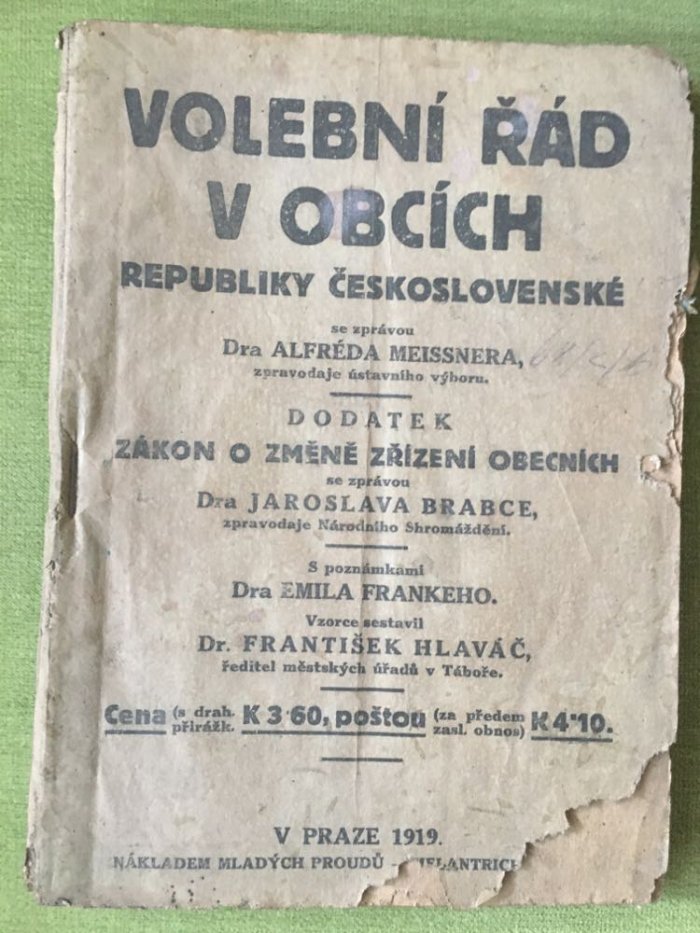 VOLEBNÍ ŘÁD
V OBCÍCH
REPUBLIKY ČESKOSLOVENSKÉ
se zprávou
Dra ALFRÉDA MEISSNERA,
zpravodaje ústavního výboru.
DODATEK
ZÁKON O ZMĚNĚ ZŘÍZENÍ OBECNÍCH
se zprávou
Dra JAROSLAVA BRABCE,
zpravodaje Národního Shromáždění.
S poznámkami
Dra EMILA FRANKEHO.
Vzorce sestavil
Dr. FRANTIŠEK HLAVÁČ,
ředitel městských úřadů v Táboře.
Cena (s drah. přirážk. K 3·60, poštou (za předem zasl. obnos) K 4·10.
V PRAZE 1919.
NÁKLADEM MLADÝCH PROUDŮ -